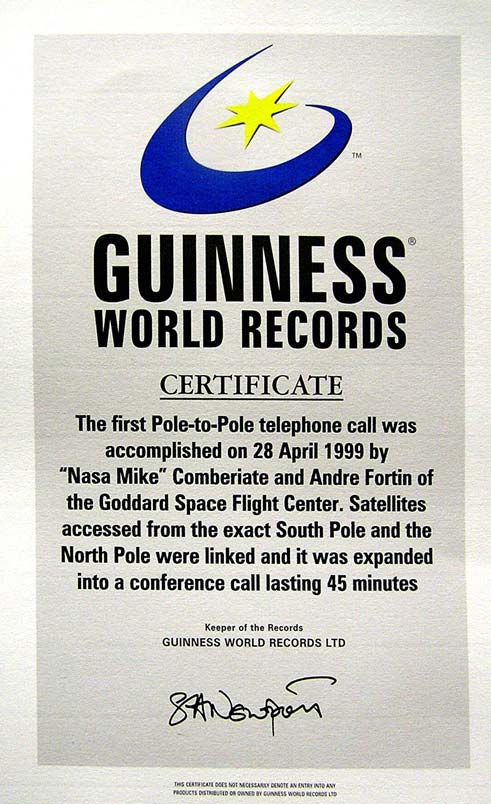 TM
GUINNESS®
WORLD RECORDS
CERTIFICATE
The first Pole-to-Pole telephone call was
accomplished on 28 April 1999 by
“Nasa Mike” Comberiate and Andre Fortin of
the Goddard Space Flight Center. Satellites
accessed from the exact South Pole and the
North Pole were linked and it was expanded
into a conference call lasting 45 minutes
Keeper of the Records
GUINNESS WORLD RECORDS LTD
THIS CERTIFICATE DOES NOT NECESSARILY DENOTE AN ENTRY INTO ANY
PRODUCTS DISTRIBUTED OR OWNED BY GUINNESS WORLD RECORDS LTD